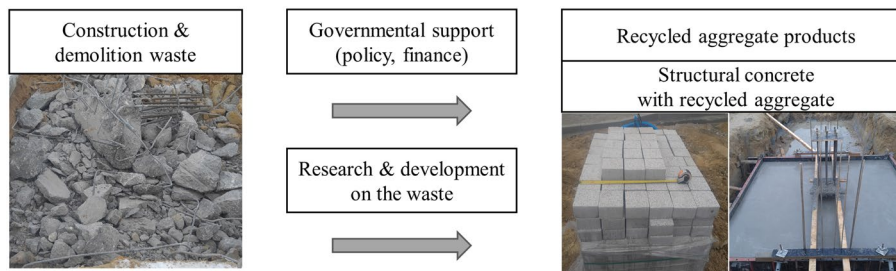 Construction &
demolition waste
Governmental support
(policy, finance)
Research & development
on the waste
Recycled aggregate products
Structural concrete
with recycled aggregate